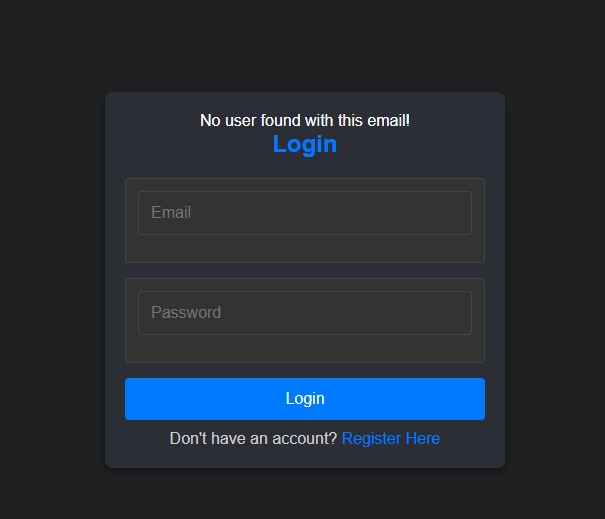 No user found with this email!
Login
Email
Password
Login
Don't have an account? Register Here